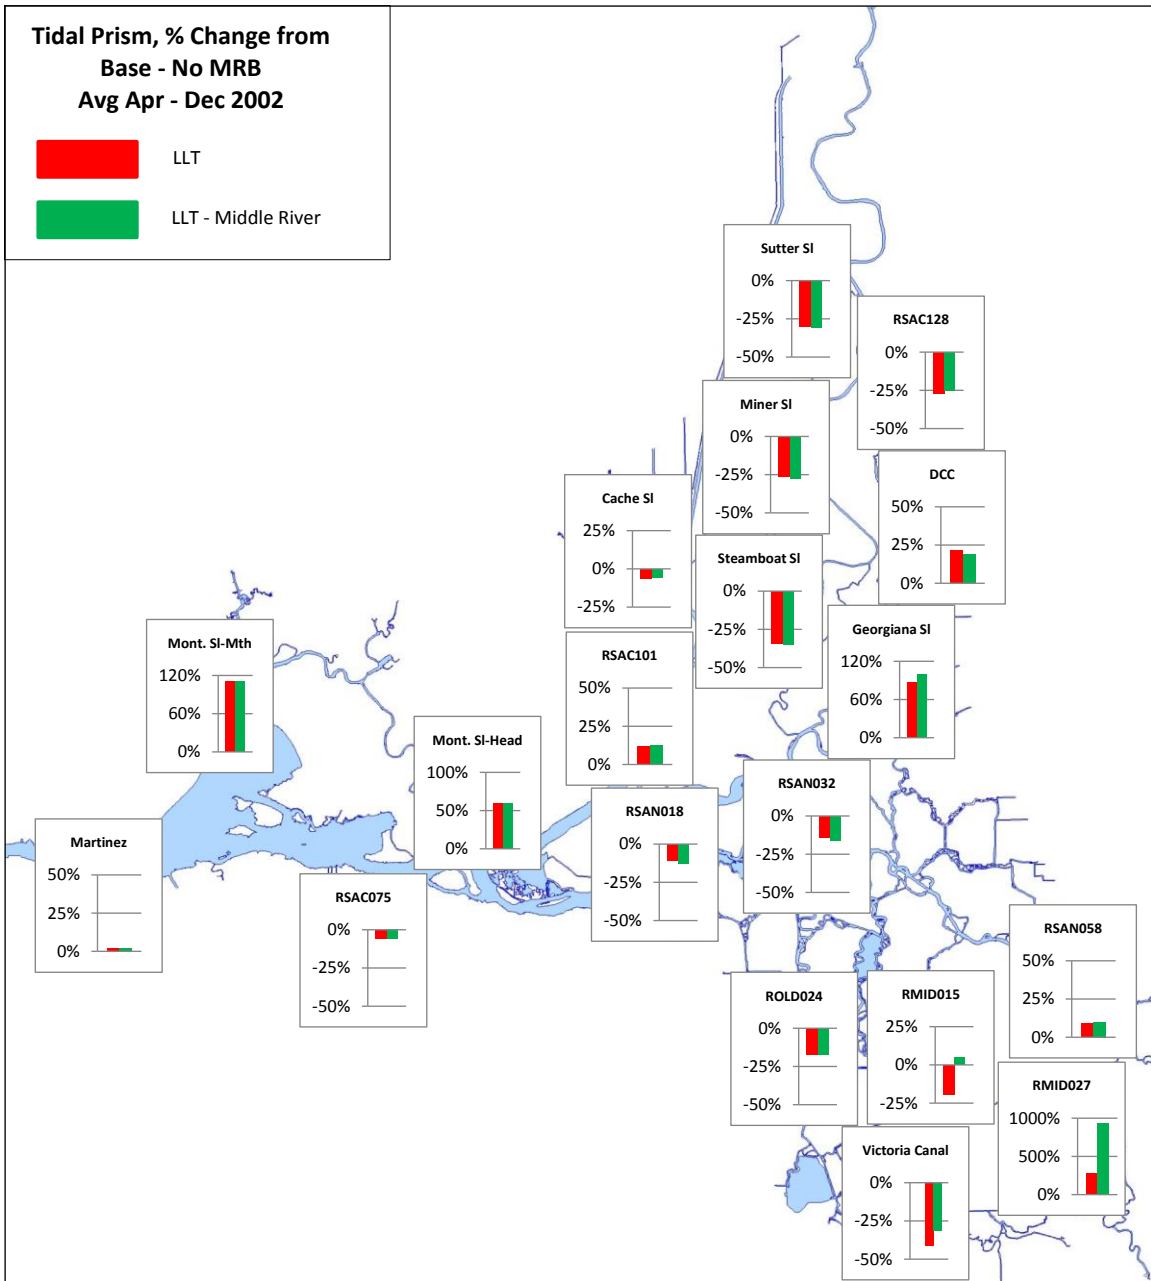 Tidal Prism, % Change from
Base - No MRB
Avg Apr - Dec 2002
LLT
LLT - Middle River
Sutter Sl
0%
-25%
-50%
RSAC128
0%
-25%
-50%
Miner Sl
0%
-25%
-50%
DCC
50%
25%
0%
Cache Sl
25%
0%
-25%
Steamboat Sl
0%
-25%
-50%
Georgiana Sl
120%
60%
0%
Mont. Sl-Mth
120%
60%
0%
RSAC101
50%
25%
0%
Mont. Sl-Head
100%
50%
0%
RSAN032
0%
-25%
-50%
RSAN018
0%
-25%
-50%
Martinez
50%
25%
0%
RSAC075
0%
-25%
-50%
RSAN058
50%
25%
0%
ROLD024
0%
-25%
-50%
RMID015
25%
0%
-25%
RMID027
1000%
500%
0%
Victoria Canal
0%
-25%
-50%